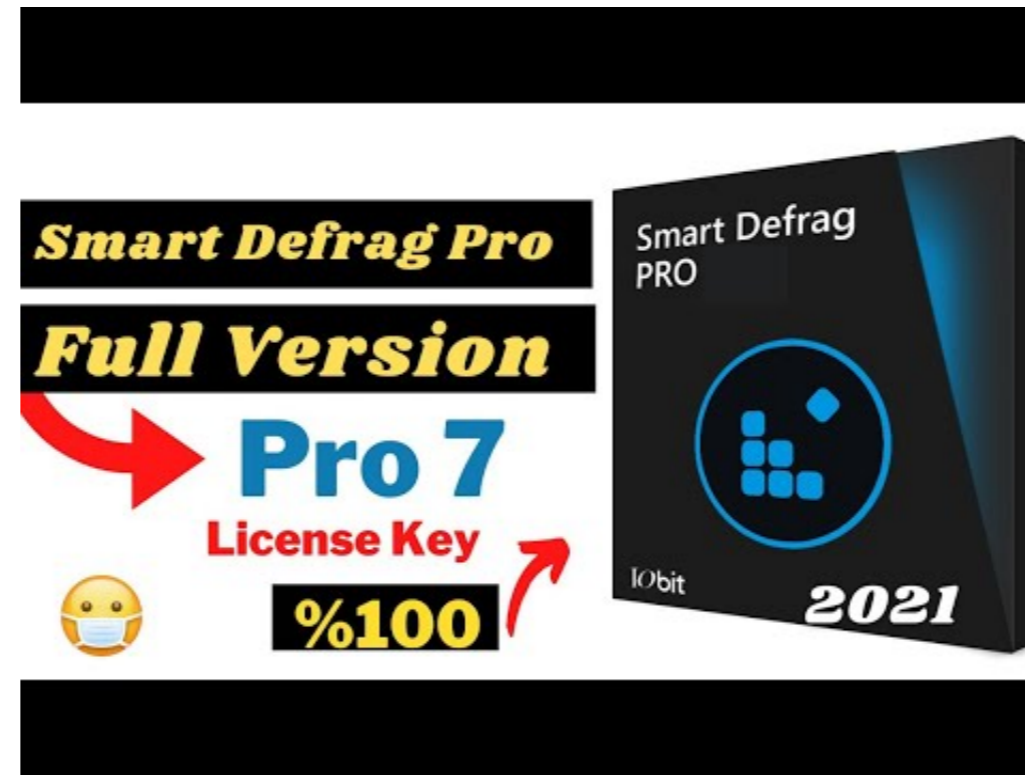 Smart Defrag Pro
Full Version
Pro 7
License Key
%100
Smart Defrag
PRO
IObit
2021